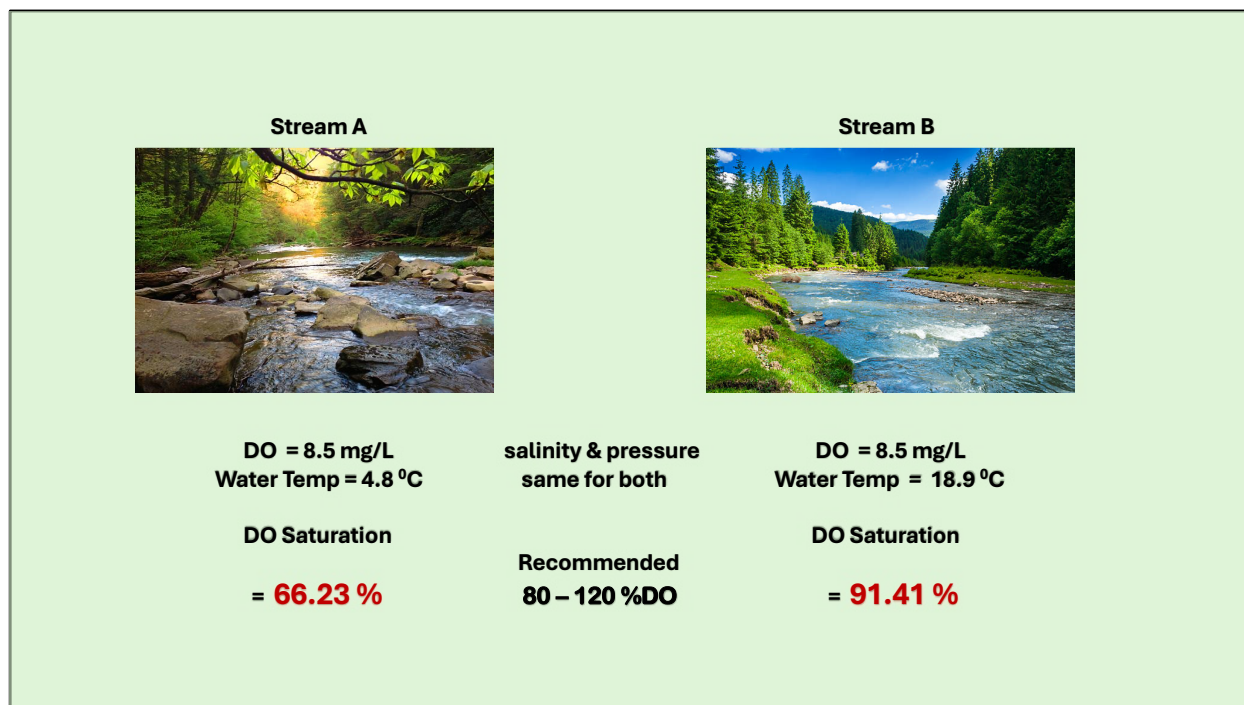 Stream A
Stream B
DO = 8.5 mg/L
Water Temp = 4.8 ⁰C
salinity & pressure
same for both
DO = 8.5 mg/L
Water Temp = 18.9 ⁰C
DO Saturation
= 66.23 %
Recommended
80 – 120 %DO
DO Saturation
= 91.41 %